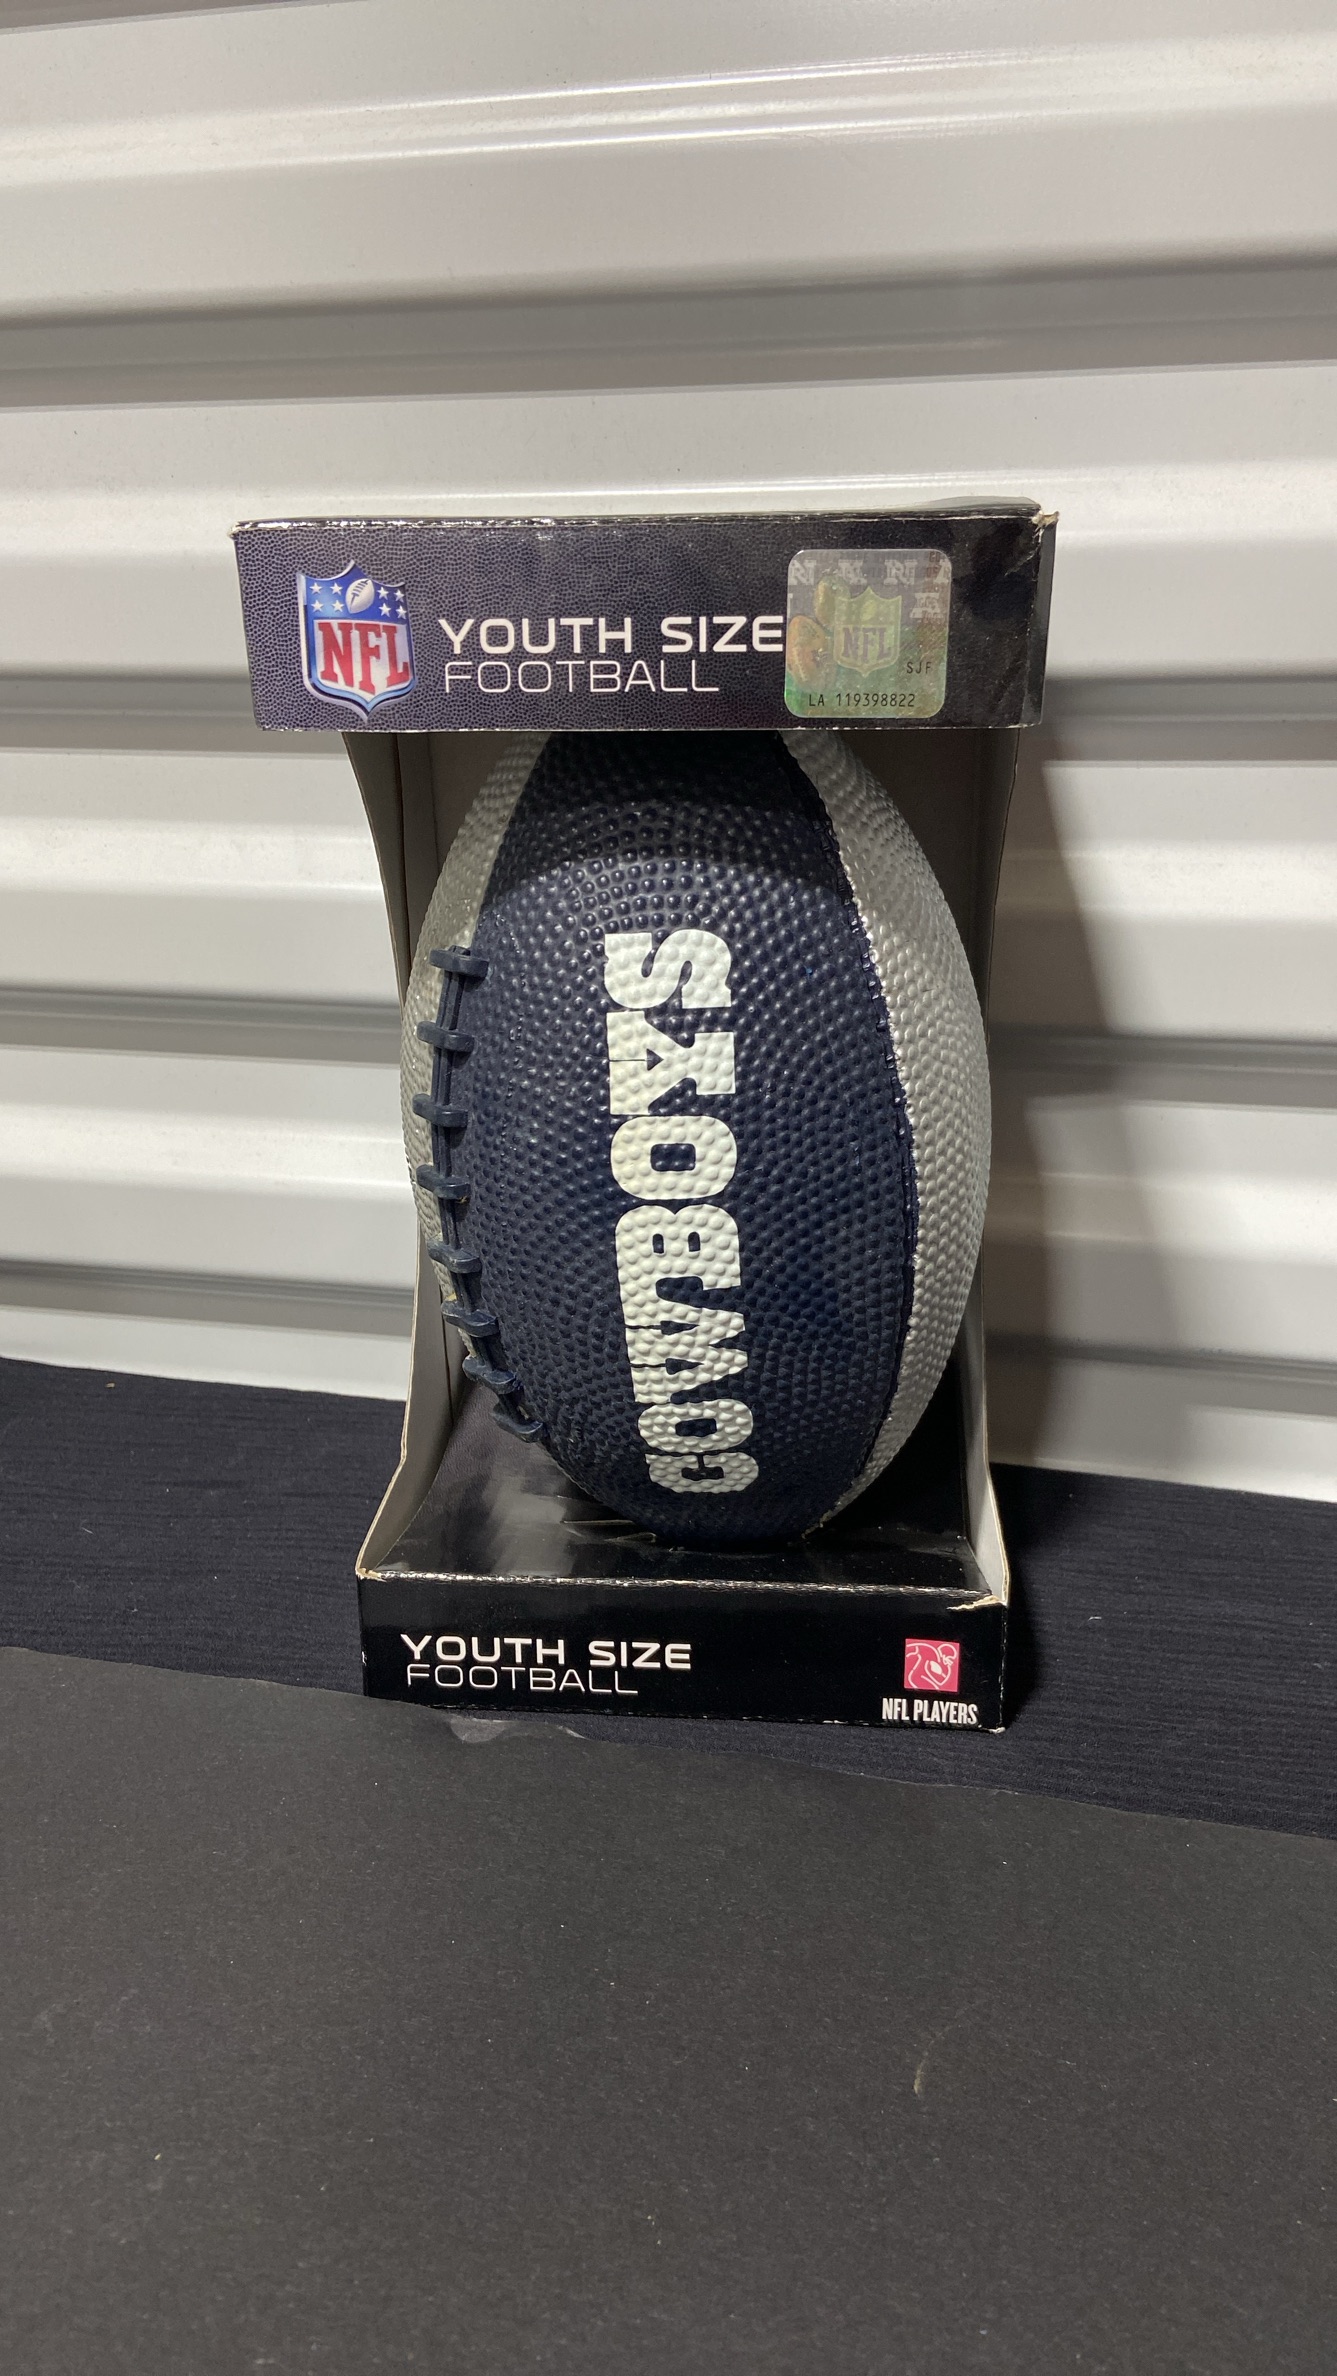 NFL
YOUTH SIZE
FOOTBALL
NFL
SJF
LA 119398822
COWBOYS
YOUTH SIZE
FOOTBALL
NFL PLAYERS